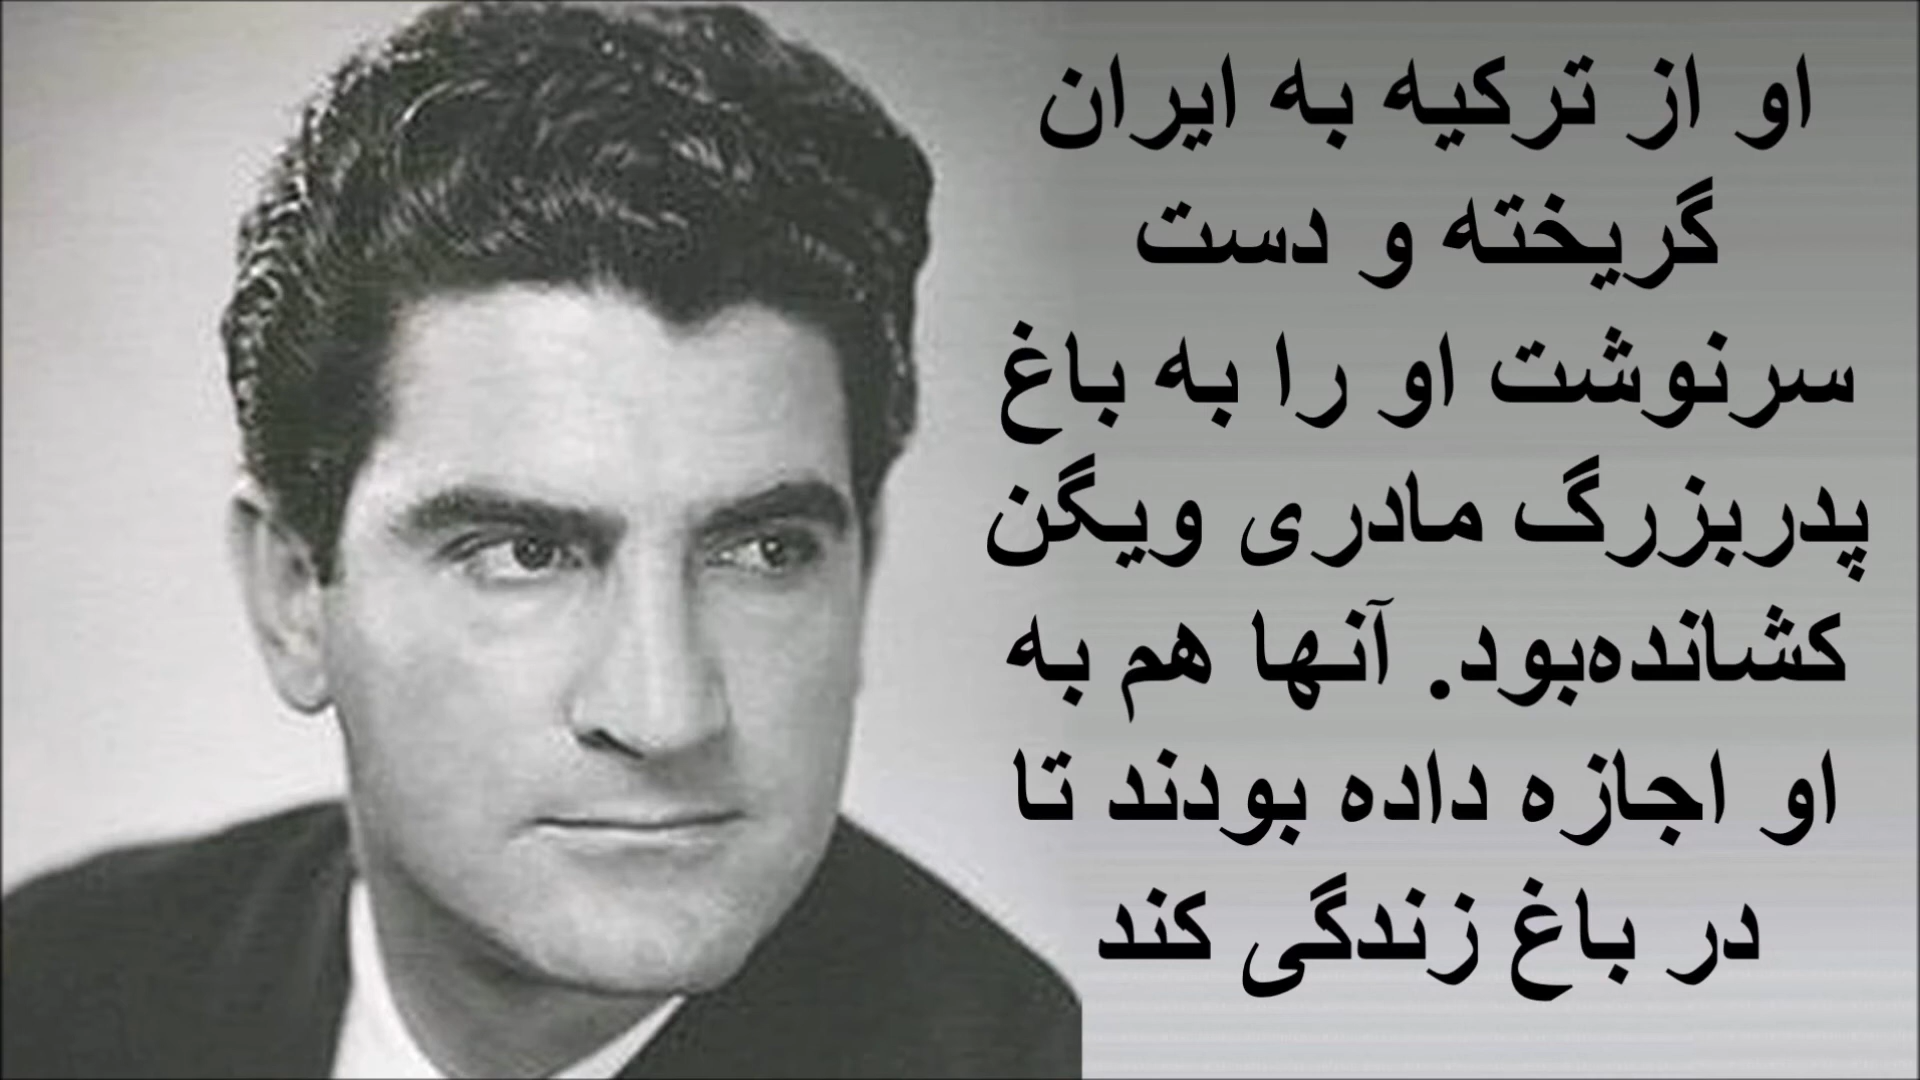 او از ترکیه به ایران
گریخته و دست
سرنوشت او را به باغ
پدربزرگ مادری ویگن
کشانده‌بود. آنها هم به
او اجازه داده بودند تا
در باغ زندگی کند